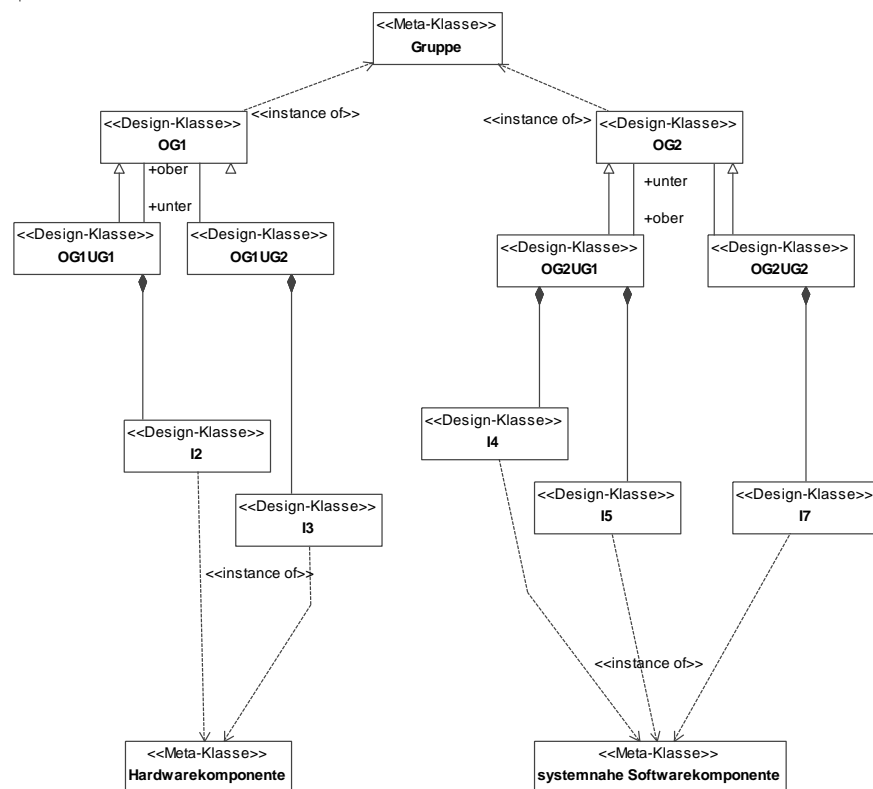 <<Meta-Klasse>>
Gruppe
<<instance of>>
<<instance of>>
<<Design-Klasse>>
OG1
<<Design-Klasse>>
OG2
+ober
+unter
+unter
+ober
<<Design-Klasse>>
OG1UG1
<<Design-Klasse>>
OG1UG2
<<Design-Klasse>>
OG2UG1
<<Design-Klasse>>
OG2UG2
<<Design-Klasse>>
I2
<<Design-Klasse>>
I4
<<Design-Klasse>>
I3
<<Design-Klasse>>
I5
<<Design-Klasse>>
I7
<<instance of>>
<<instance of>>
<<Meta-Klasse>>
Hardwarekomponente
<<Meta-Klasse>>
systemnahe Softwarekomponente